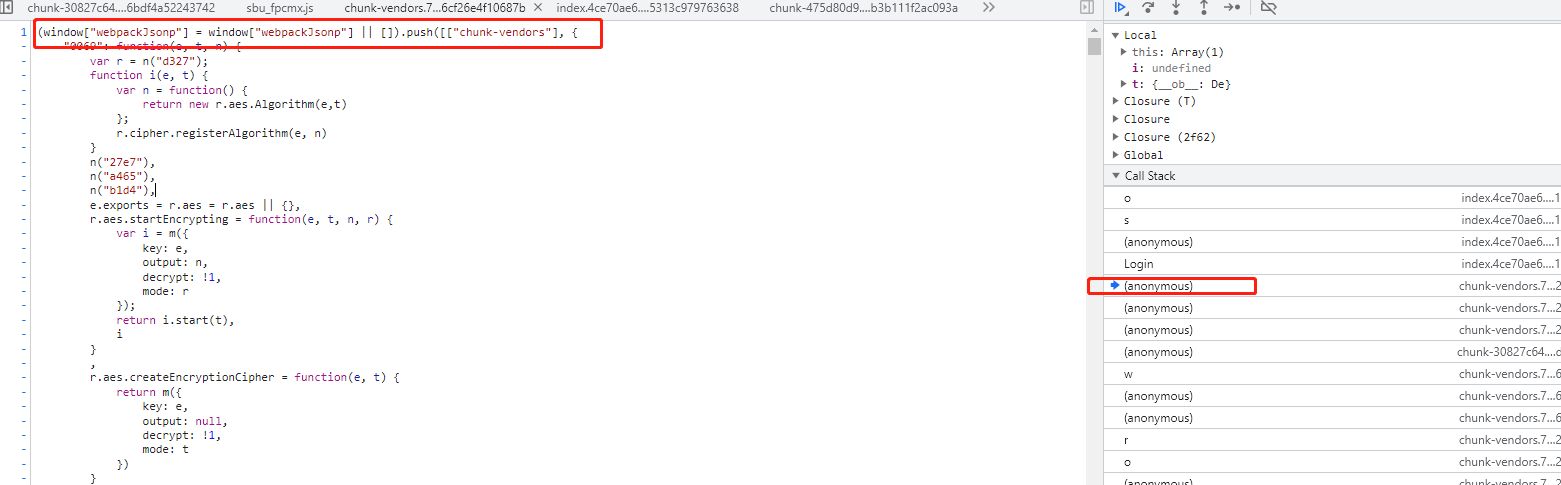 chunk-30827c64....6bdf4a52243742 sbu_fpcmx.js chunk-vendors.7...6cf26e4f10687b × index.4ce70ae6....5313c979763638 chunk-475d80d9....b3b111f2ac093a »
1 (window["webpackJsonp"] = window["webpackJsonp"] || []).push([["chunk-vendors"], {
- "0069": function(e, t, n) {
- var r = n("d327");
- function i(e, t) {
- var n = function() {
- return new r.aes.Algorithm(e,t)
- };
- r.cipher.registerAlgorithm(e, n)
- }
- n("27e7"),
- n("a465"),
- n("b1d4"),
- e.exports = r.aes = r.aes || {},
- r.aes.startEncrypting = function(e, t, n, r) {
- var i = m({
- key: e,
- output: n,
- decrypt: !1,
- mode: r
- });
- return i.start(t),
- i
- }
- ,
- r.aes.createEncryptionCipher = function(e, t) {
- return m({
- key: e,
- output: null,
- decrypt: !1,
- mode: t
- })
- }
Local
this: Array(1)
i: undefined
t: {__ob__: De}
Closure (T)
Closure
Closure (2f62)
Global
Call Stack
o index.4ce70ae6....1
s index.4ce70ae6....1
(anonymous) index.4ce70ae6....1
Login index.4ce70ae6....1
(anonymous) chunk-vendors.7...2
(anonymous) chunk-vendors.7...2
(anonymous) chunk-vendors.7...2
(anonymous) chunk-30827c64....d
w chunk-vendors.7...6
(anonymous) chunk-vendors.7...6
(anonymous) chunk-vendors.7...6
r chunk-vendors.7...2
o chunk-vendors.7...2
(anonymous) chunk-vendors.7...2